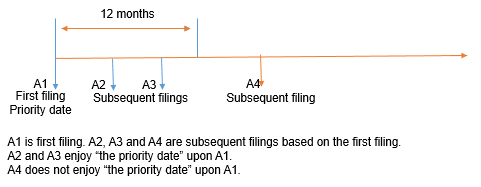 12 months
A1 A2 A3 A4
First filing Subsequent filings Subsequent filing
Priority date
A1 is first filing. A2, A3 and A4 are subsequent filings based on the first filing.
A2 and A3 enjoy “the priority date” upon A1.
A4 does not enjoy “the priority date” upon A1.